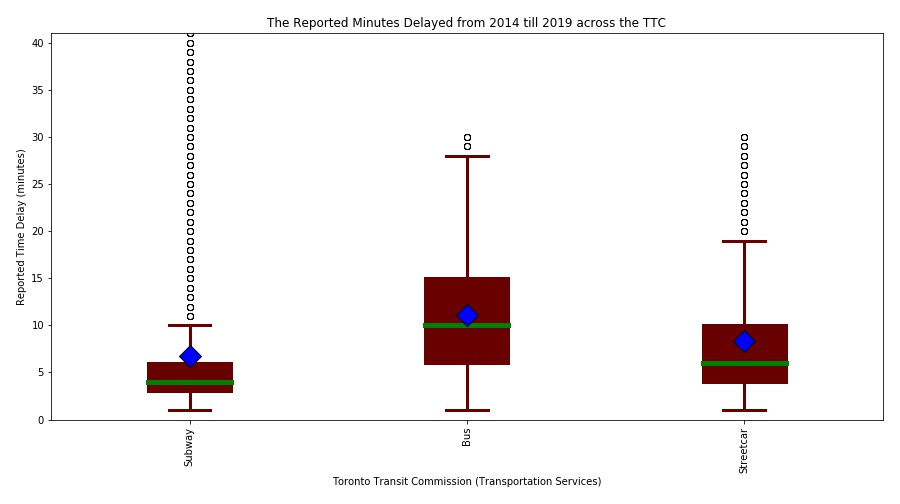 The Reported Minutes Delayed from 2014 till 2019 across the TTC
Reported Time Delay (minutes)
40
35
30
25
20
15
10
5
0
Subway
Bus
Streetcar
Toronto Transit Commission (Transportation Services)